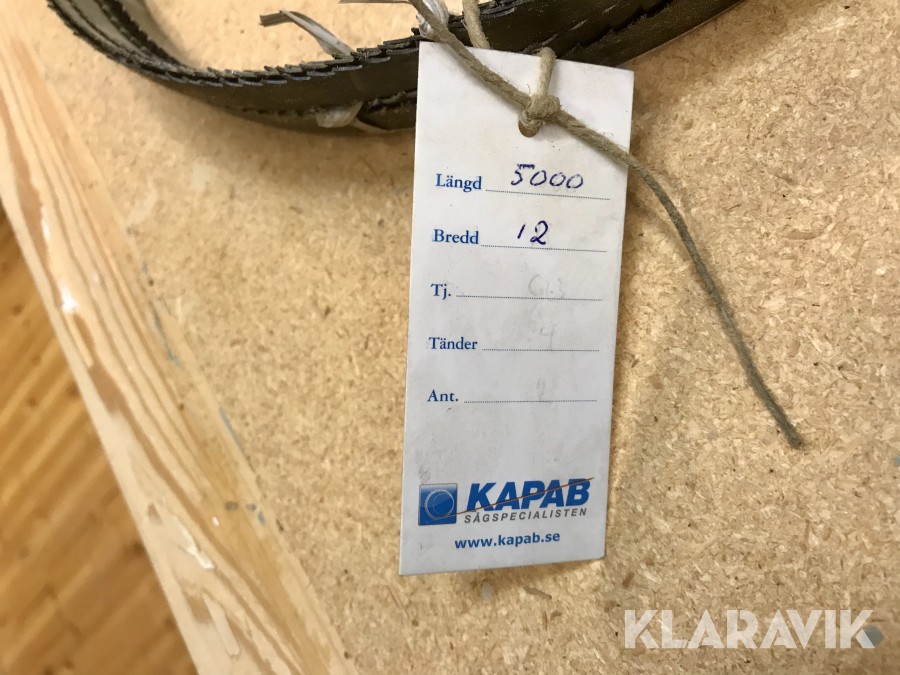 Längd 5000
Bredd 12
Tj.
Tänder
Ant.
KAPAB
SÅGSPECIALISTEN
www.kapab.se
KLARAVIK